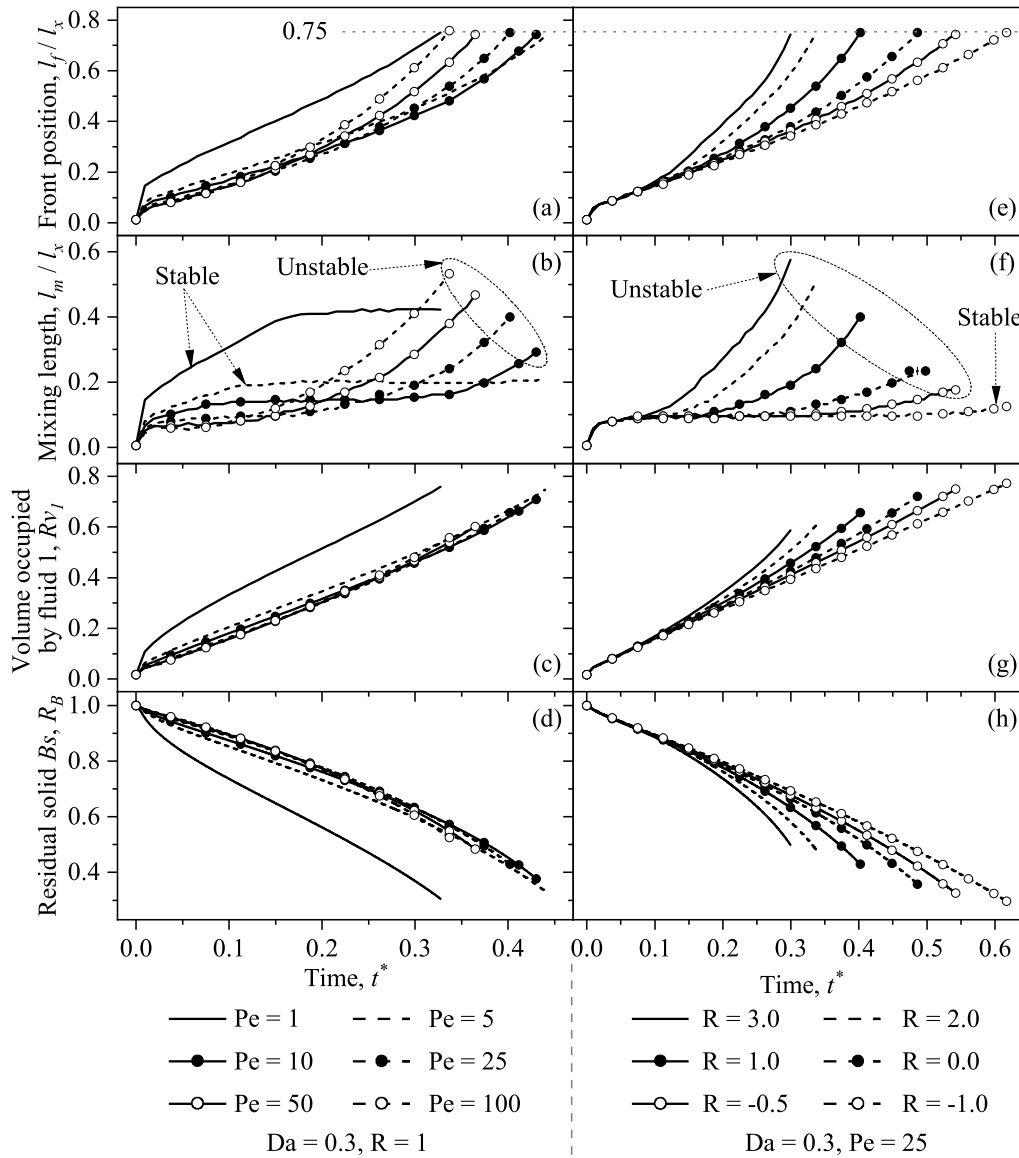 0.8
0.6
0.4
0.2
0.0
Front position, l_f / l_x
0.75
(a)
(e)
0.6
0.4
0.2
0.0
Mixing length, l_m / l_x
Stable
Unstable
(b)
Unstable
Stable
(f)
0.8
0.6
0.4
0.2
0.0
Volume occupied
by fluid 1, Rv_1
(c)
(g)
1.0
0.8
0.6
0.4
Residual solid Bs, R_B
(d)
(h)
0.0 0.1 0.2 0.3 0.4
Time, t*
0.0 0.1 0.2 0.3 0.4 0.5 0.6
Time, t*
Pe = 1 Pe = 5
Pe = 10 Pe = 25
Pe = 50 Pe = 100
Da = 0.3, R = 1
R = 3.0 R = 2.0
R = 1.0 R = 0.0
R = -0.5 R = -1.0
Da = 0.3, Pe = 25